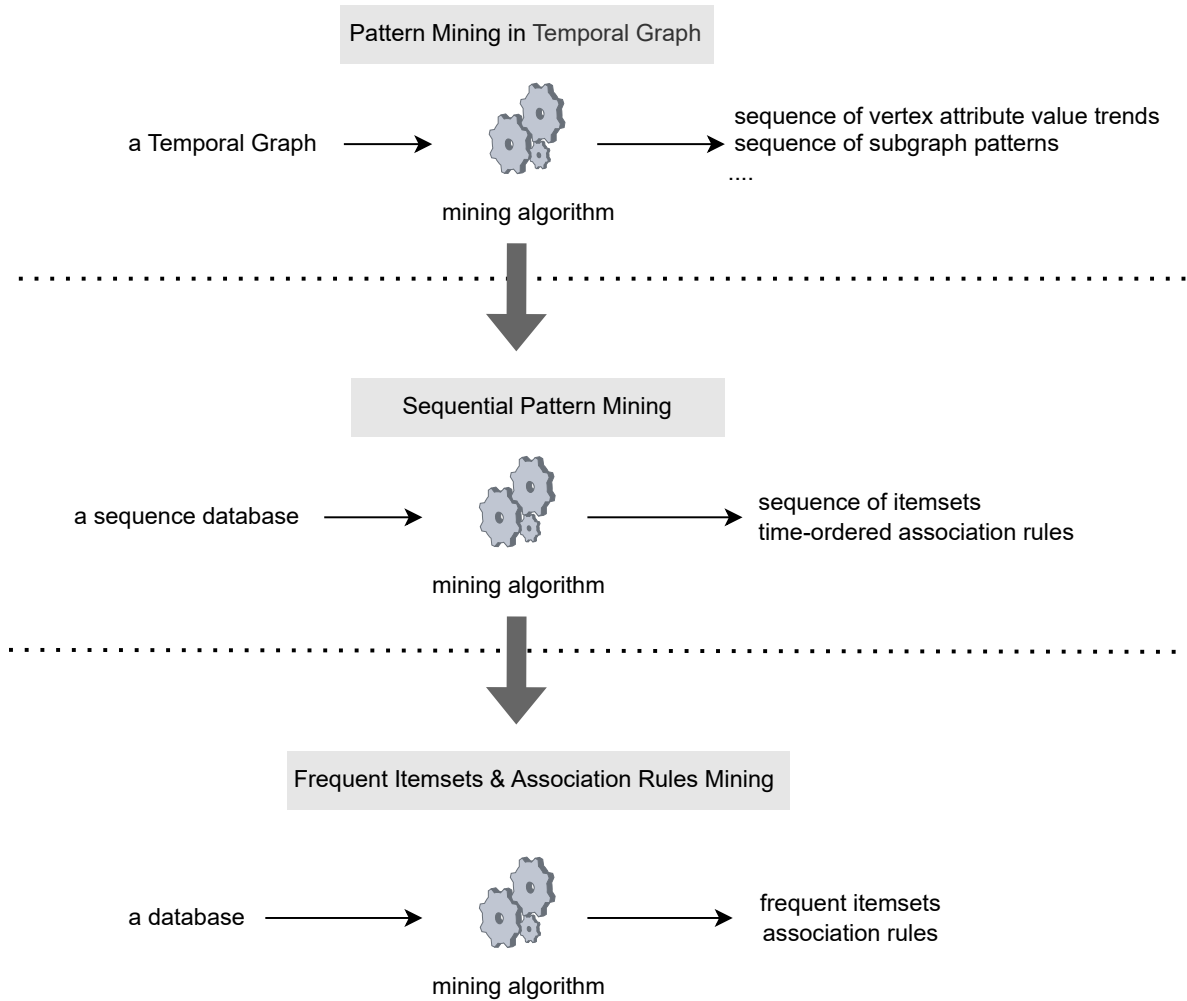 Pattern Mining in Temporal Graph
a Temporal Graph
sequence of vertex attribute value trends
sequence of subgraph patterns
....
mining algorithm
Sequential Pattern Mining
a sequence database
sequence of itemsets
time-ordered association rules
mining algorithm
Frequent Itemsets & Association Rules Mining
a database
frequent itemsets
association rules
mining algorithm